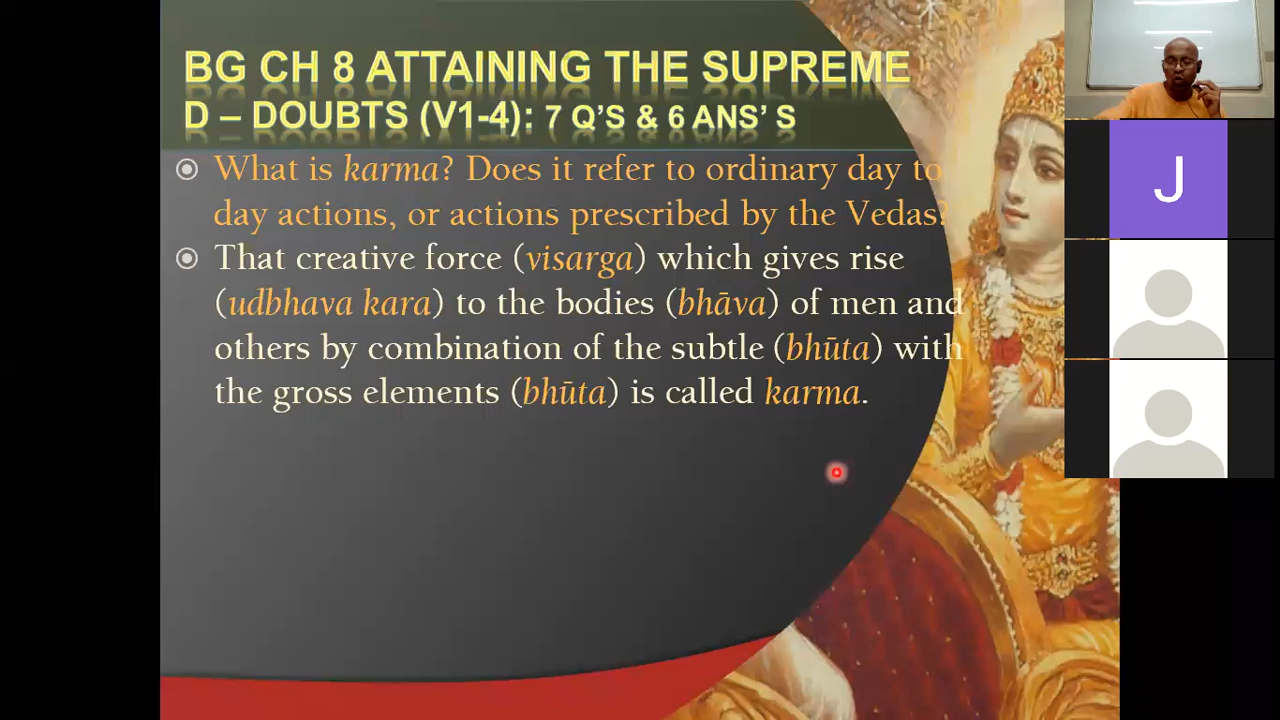 BG CH 8 ATTAINING THE SUPREME
D – DOUBTS (V1-4): 7 Q'S & 6 ANS' S
What is karma? Does it refer to ordinary day to
day actions, or actions prescribed by the Vedas?
That creative force (visarga) which gives rise
(udbhava kara) to the bodies (bhāva) of men and
others by combination of the subtle (bhūta) with
the gross elements (bhūta) is called karma.
J